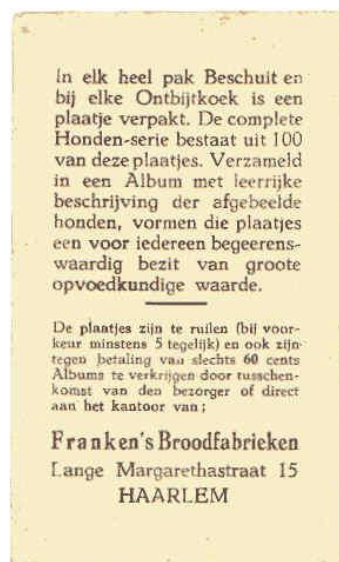 In elk heel pak Beschuit en
bij elke Ontbijtkoek is een
plaatje verpakt. De complete
Honden-serie bestaat uit 100
van deze plaatjes. Verzameld
in een Album met leerrijke
beschrijving der afgebeelde
honden, vormen die plaatjes
een voor iedereen begeerens-
waardig bezit van groote
opvoedkundige waarde.
De plaatjes zijn te ruilen (bij voor-
keur minstens 5 tegelijk) en ook zijn
tegen betaling van slechts 60 cents
Albums te verkrijgen door tusschen-
komst van den bezorger of direct
aan het kantoor van ;
Franken's Broodfabrieken
Lange Margarethastraat 15
HAARLEM